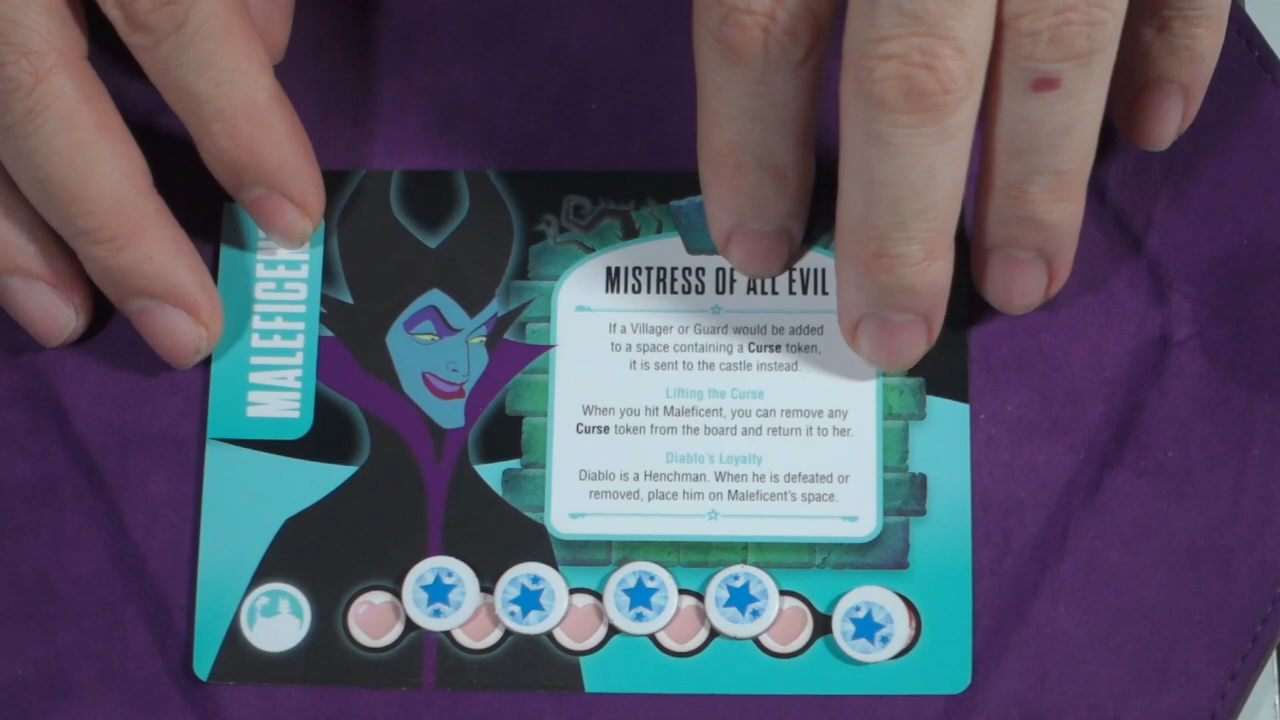 MALEFICENT
MISTRESS OF ALL EVIL
If a Villager or Guard would be added
to a space containing a Curse token,
it is sent to the castle instead.
Lifting the Curse
When you hit Maleficent, you can remove any
Curse token from the board and return it to her.
Diablo's Loyalty
Diablo is a Henchman. When he is defeated or
removed, place him on Maleficent's space.